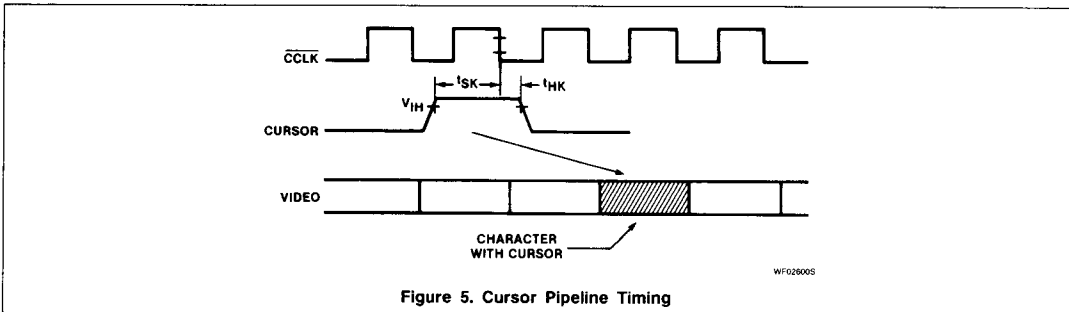 CCLK
tSK
tHK
VIH
CURSOR
VIDEO
CHARACTER
WITH CURSOR
WF02600S
Figure 5. Cursor Pipeline Timing